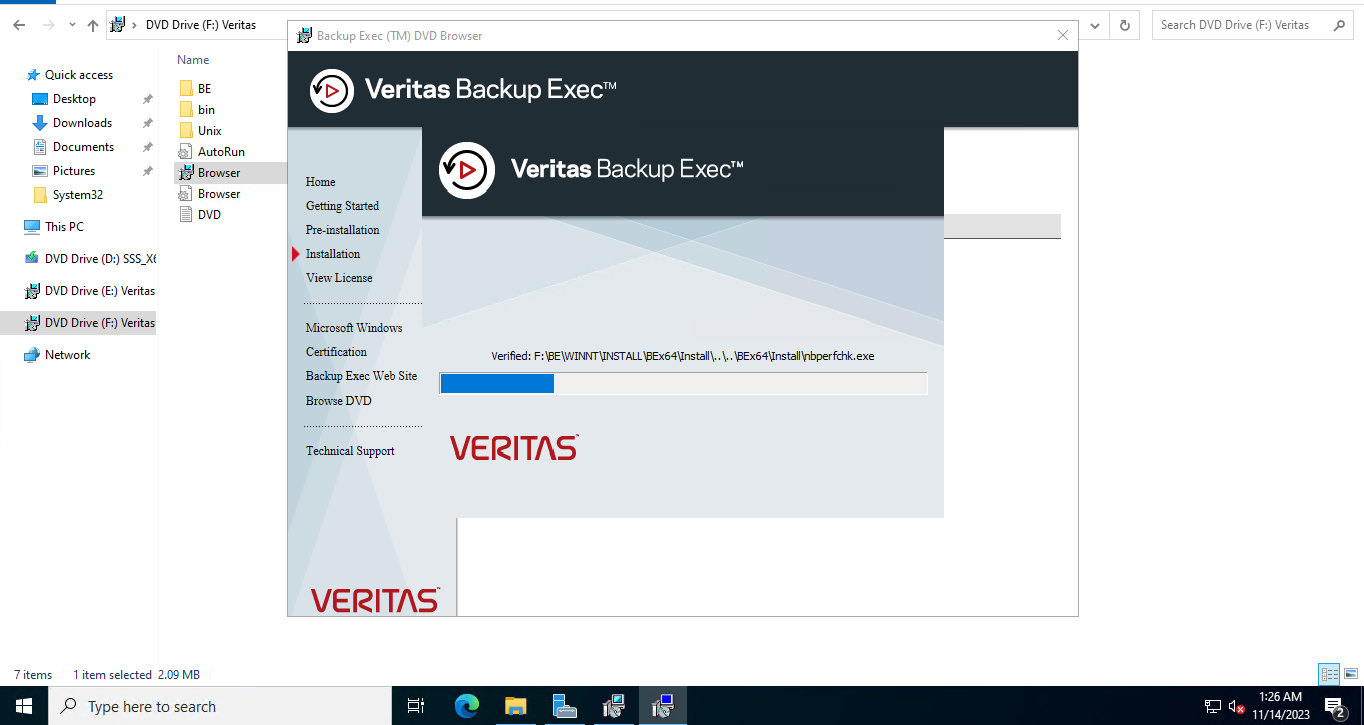 DVD Drive (F:) Veritas
Search DVD Drive (F:) Veritas
Quick access
Desktop
Downloads
Documents
Pictures
System32
This PC
DVD Drive (D:) SSS_X6
DVD Drive (E:) Veritas
DVD Drive (F:) Veritas
Network
Name
BE
bin
Unix
AutoRun
Browser
Browser
DVD
Backup Exec (TM) DVD Browser
Veritas Backup Exec™
Home
Getting Started
Pre-installation
Installation
View License
Microsoft Windows
Certification
Backup Exec Web Site
Browse DVD
Technical Support
VERITAS™
Veritas Backup Exec™
Verified: F:\BE\WINNT\INSTALL\BEx64\Install\..\..\BEx64\Install\nbperfchk.exe
VERITAS™
7 items
1 item selected 2.09 MB
Type here to search
1:26 AM
11/14/2023
2